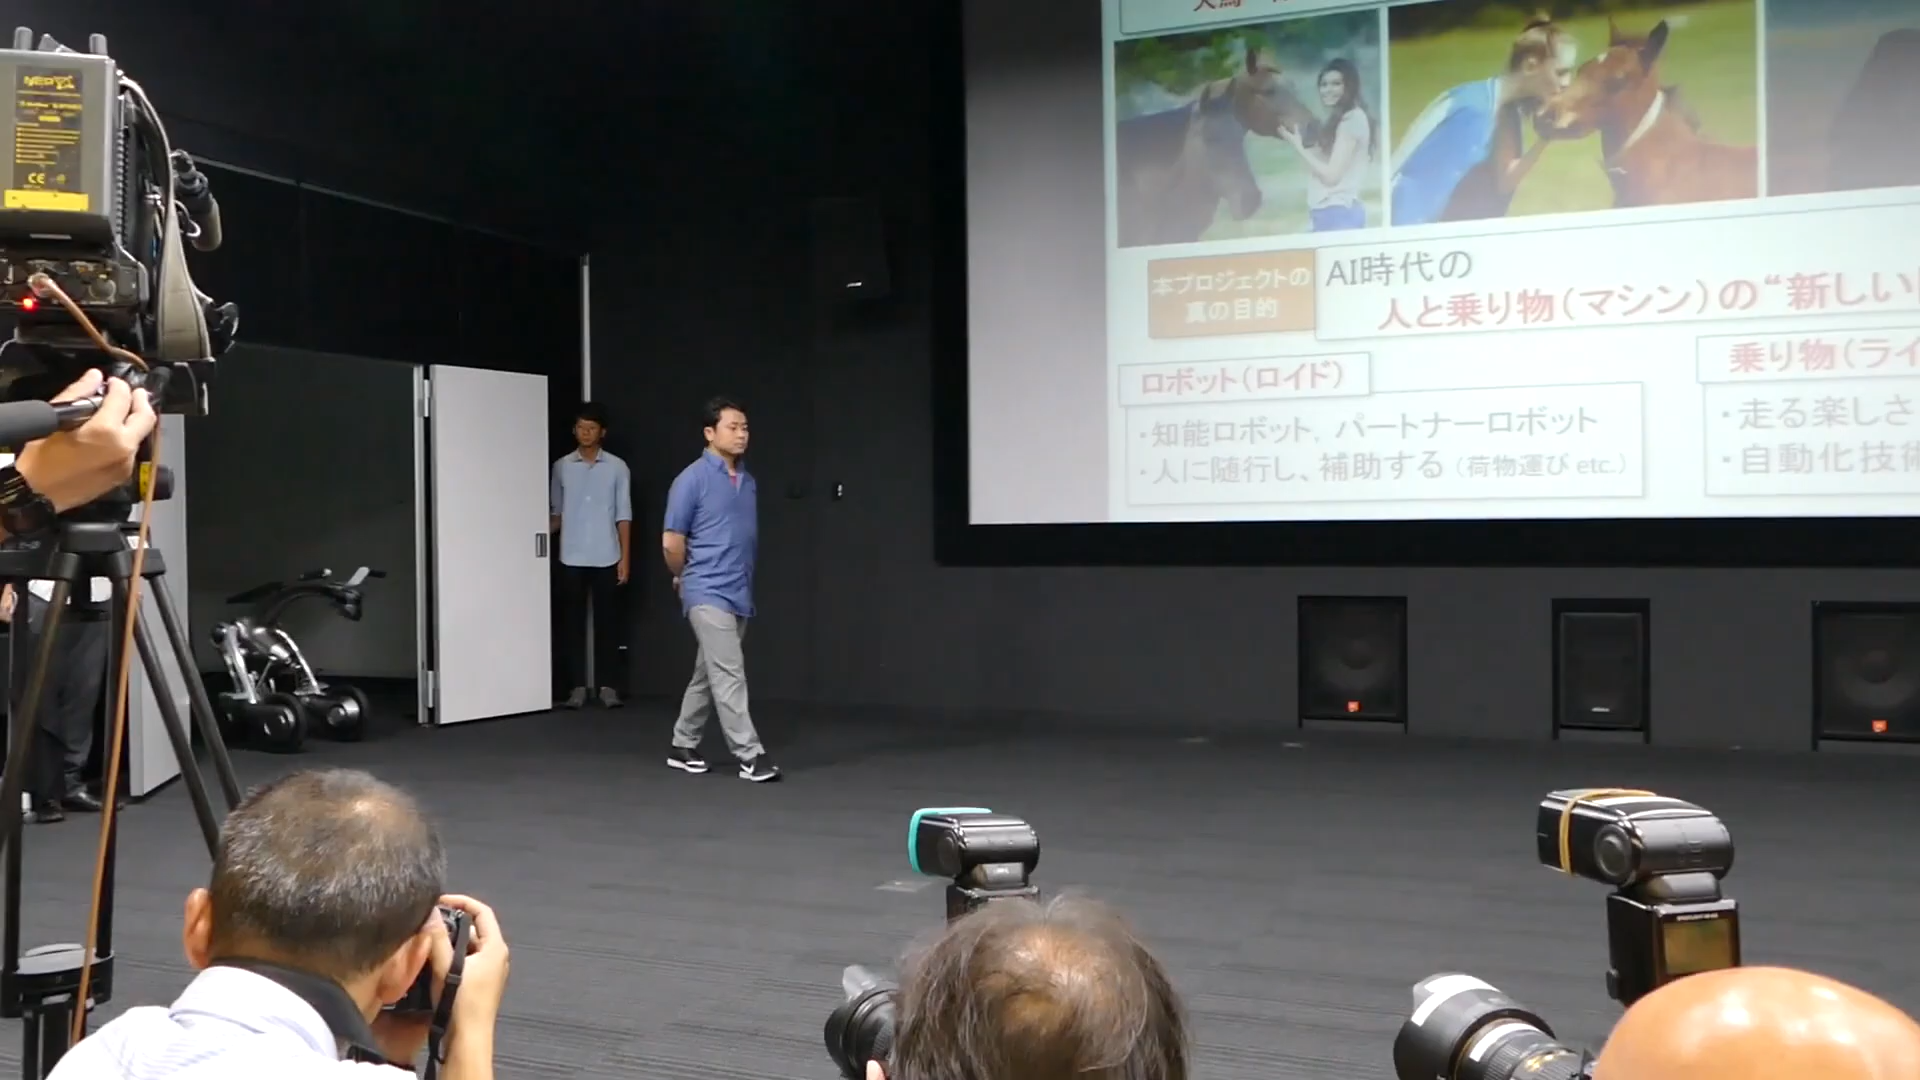 本プロジェクトの
真の目的
AI時代の
人と乗り物(マシン)の“新しい
ロボット(ロイド)
・知能ロボット，パートナーロボット
・人に随行し、補助する（荷物運び etc.）
乗り物(ライ
・走る楽しさ
・自動化技術
CE